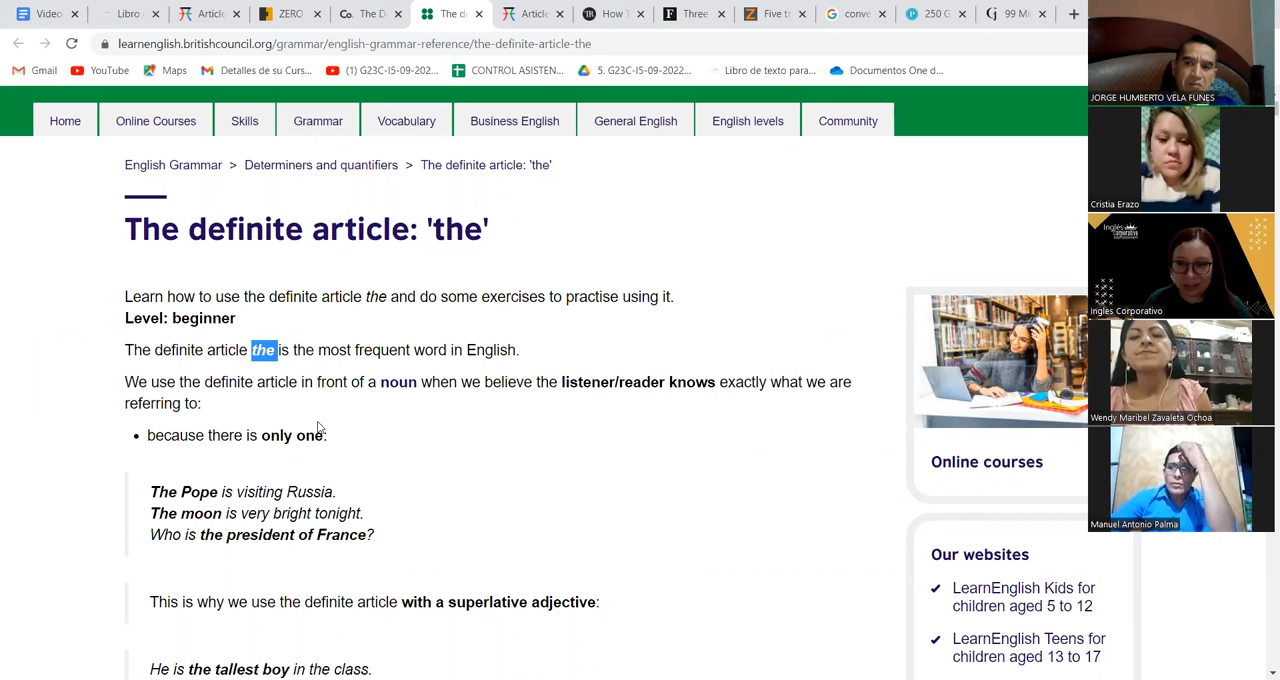 Video
Libro
Article
ZERO
The D
The d
Article
How T
Three
Five tr
conve
250 G
99 Mi
learnenglish.britishcouncil.org/grammar/english-grammar-reference/the-definite-article-the
Gmail
YouTube
Maps
Detalles de su Curs...
(1) G23C-I5-09-202...
CONTROL ASISTEN...
5. G23C-I5-09-2022...
Libro de texto para...
Documentos One d...
Home
Online Courses
Skills
Grammar
Vocabulary
Business English
General English
English levels
Community
English Grammar > Determiners and quantifiers > The definite article: 'the'
The definite article: 'the'
Learn how to use the definite article the and do some exercises to practise using it.
Level: beginner
The definite article the is the most frequent word in English.
We use the definite article in front of a noun when we believe the listener/reader knows exactly what we are
referring to:
• because there is only one:
The Pope is visiting Russia.
The moon is very bright tonight.
Who is the president of France?
This is why we use the definite article with a superlative adjective:
He is the tallest boy in the class.
Online courses
Our websites
LearnEnglish Kids for
children aged 5 to 12
LearnEnglish Teens for
children aged 13 to 17
JORGE HUMBERTO VELA FUNES
Cristia Erazo
Inglés
Corporativo
Ingles Corporativo
Wendy Maribel Zavaleta Ochoa
Manuel Antonio Palma